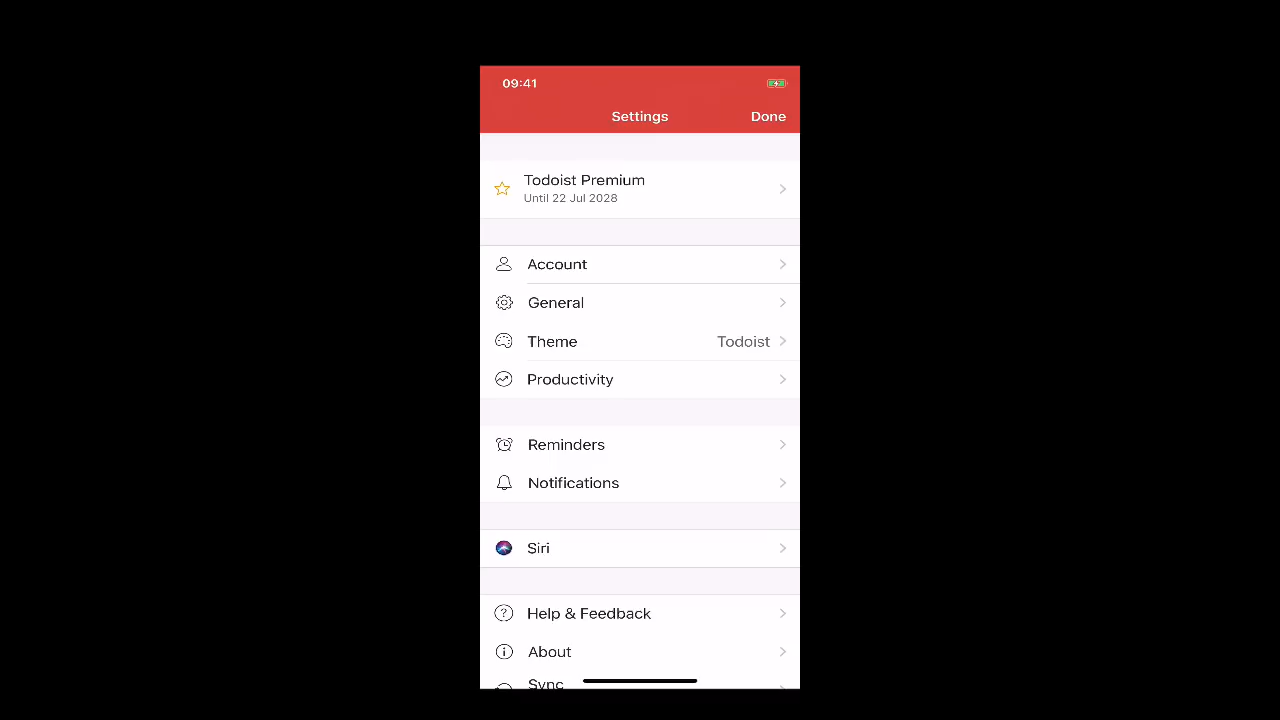 09:41
Settings
Done
Todoist Premium
Until 22 Jul 2028
Account
General
Theme
Todoist
Productivity
Reminders
Notifications
Siri
Help & Feedback
About
Sync